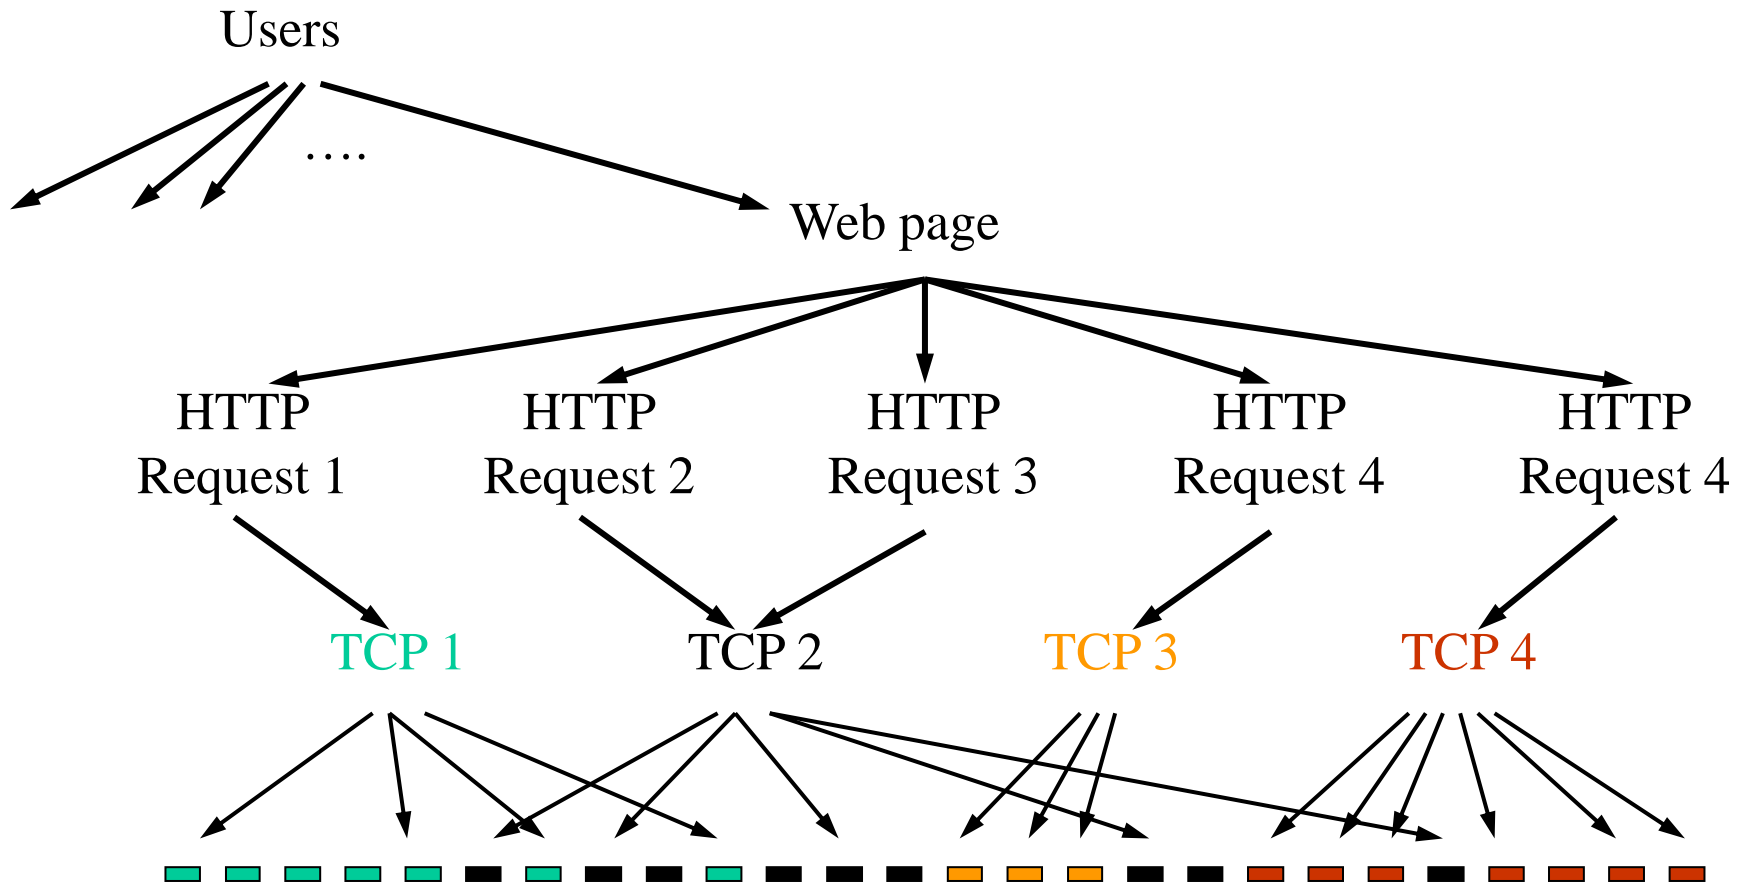 Users
....
Web page
HTTP
Request 1
HTTP
Request 2
HTTP
Request 3
HTTP
Request 4
HTTP
Request 4
TCP 1
TCP 2
TCP 3
TCP 4